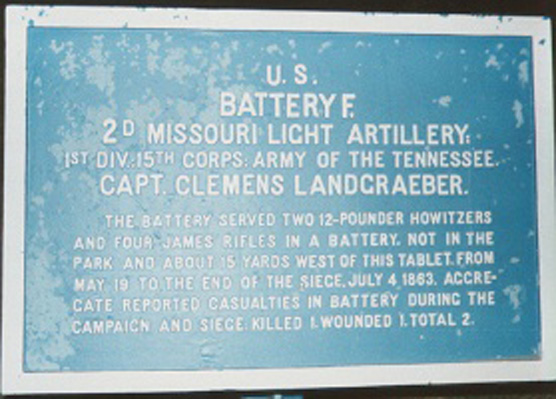 U. S.
BATTERY F.
2D MISSOURI LIGHT ARTILLERY.
1ST DIV. 15TH CORPS. ARMY OF THE TENNESSEE.
CAPT. CLEMENS LANDGRAEBER.
THE BATTERY SERVED TWO 12-POUNDER HOWITZERS
AND FOUR JAMES RIFLES IN A BATTERY, NOT IN THE
PARK AND ABOUT 15 YARDS WEST OF THIS TABLET, FROM
MAY 19 TO THE END OF THE SIEGE, JULY 4, 1863. AGGRE-
GATE REPORTED CASUALTIES IN BATTERY DURING THE
CAMPAIGN AND SIEGE. KILLED 1. WOUNDED 1. TOTAL 2.